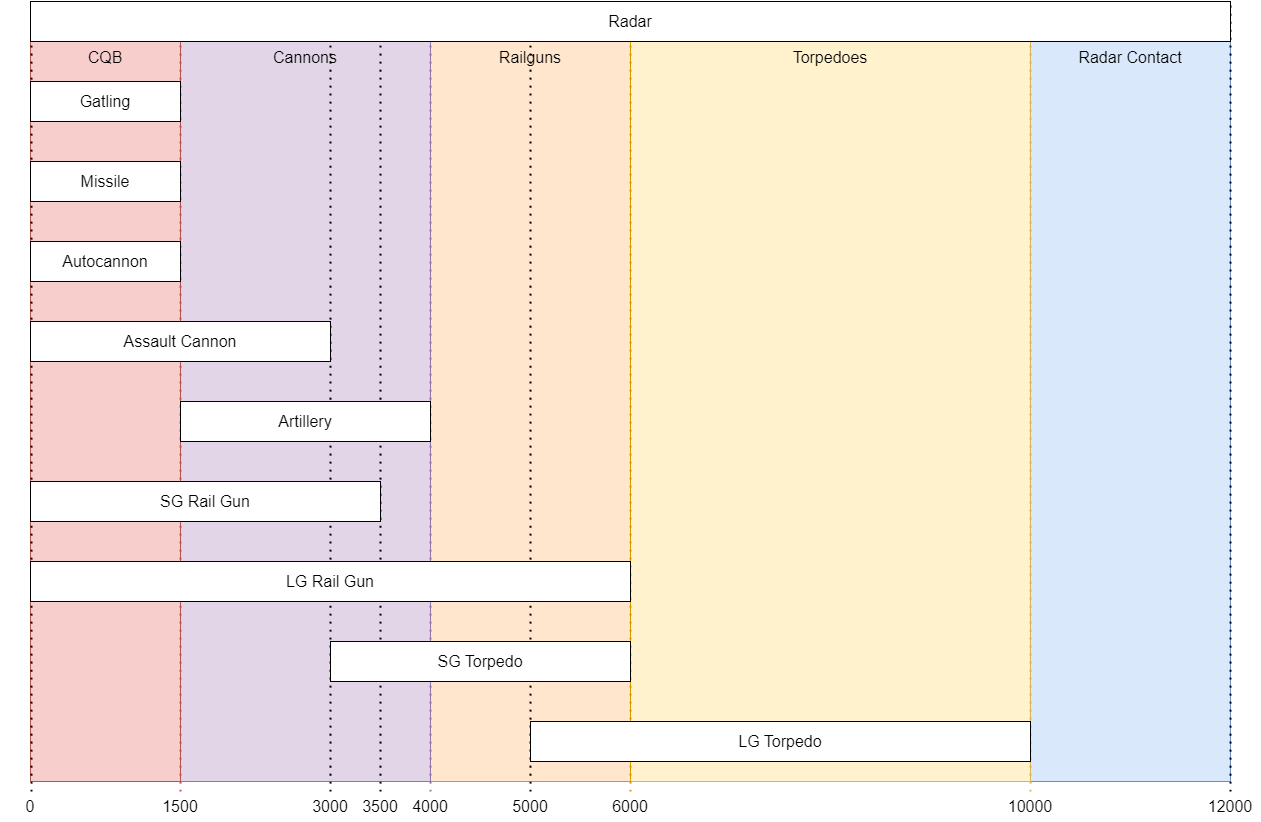 Radar
CQB Cannons Railguns Torpedoes Radar Contact
Gatling
Missile
Autocannon
Assault Cannon
Artillery
SG Rail Gun
LG Rail Gun
SG Torpedo
LG Torpedo
0 1500 3000 3500 4000 5000 6000 10000 12000